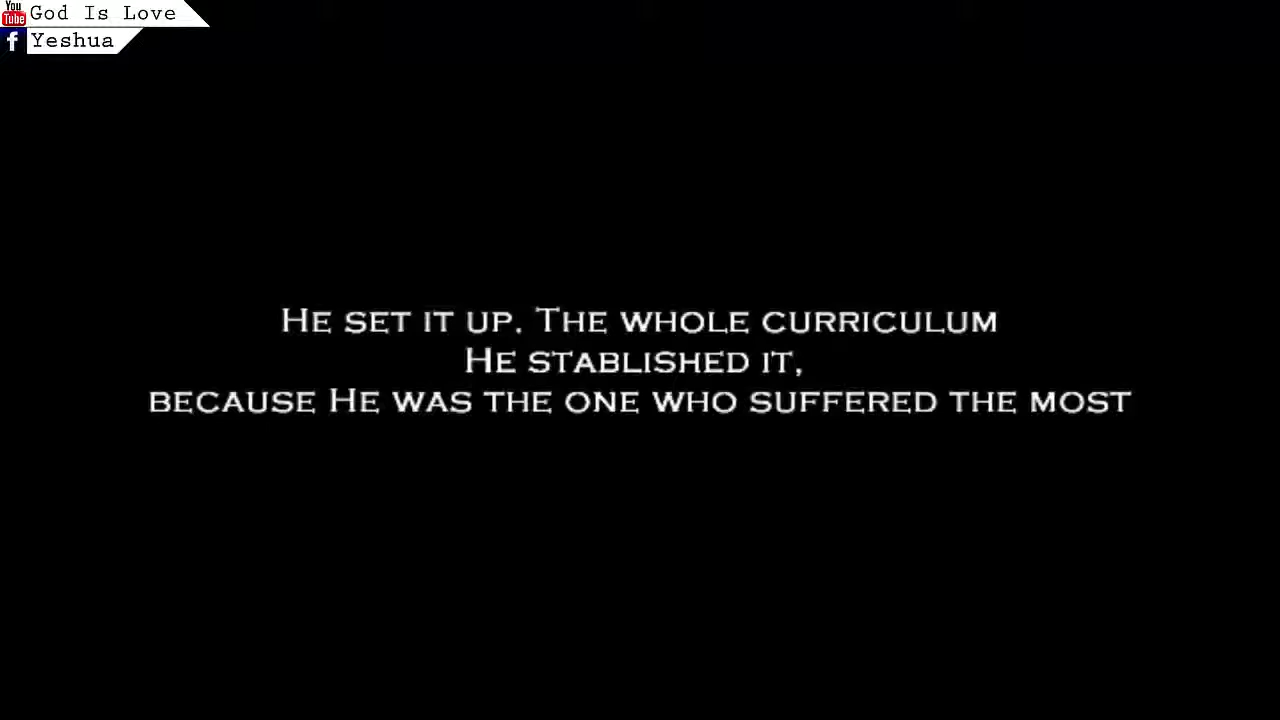 You
Tube
God Is Love
f
Yeshua
He set it up. The whole curriculum
He stablished it,
because He was the one who suffered the most